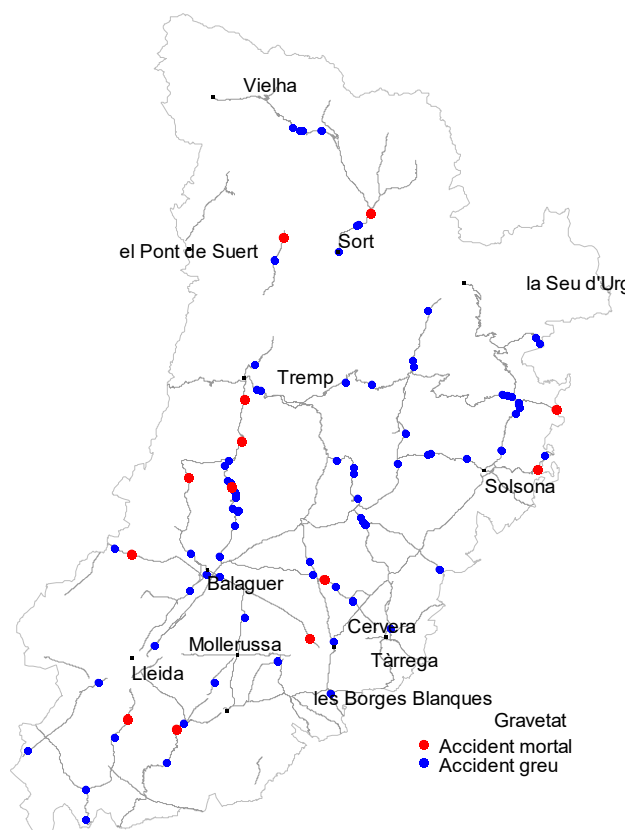 Vielha
el Pont de Suert
Sort
la Seu d'Urg
Tremp
Solsona
Balaguer
Cervera
Mollerussa
Tàrrega
Lleida
les Borges Blanques
Gravetat
Accident mortal
Accident greu